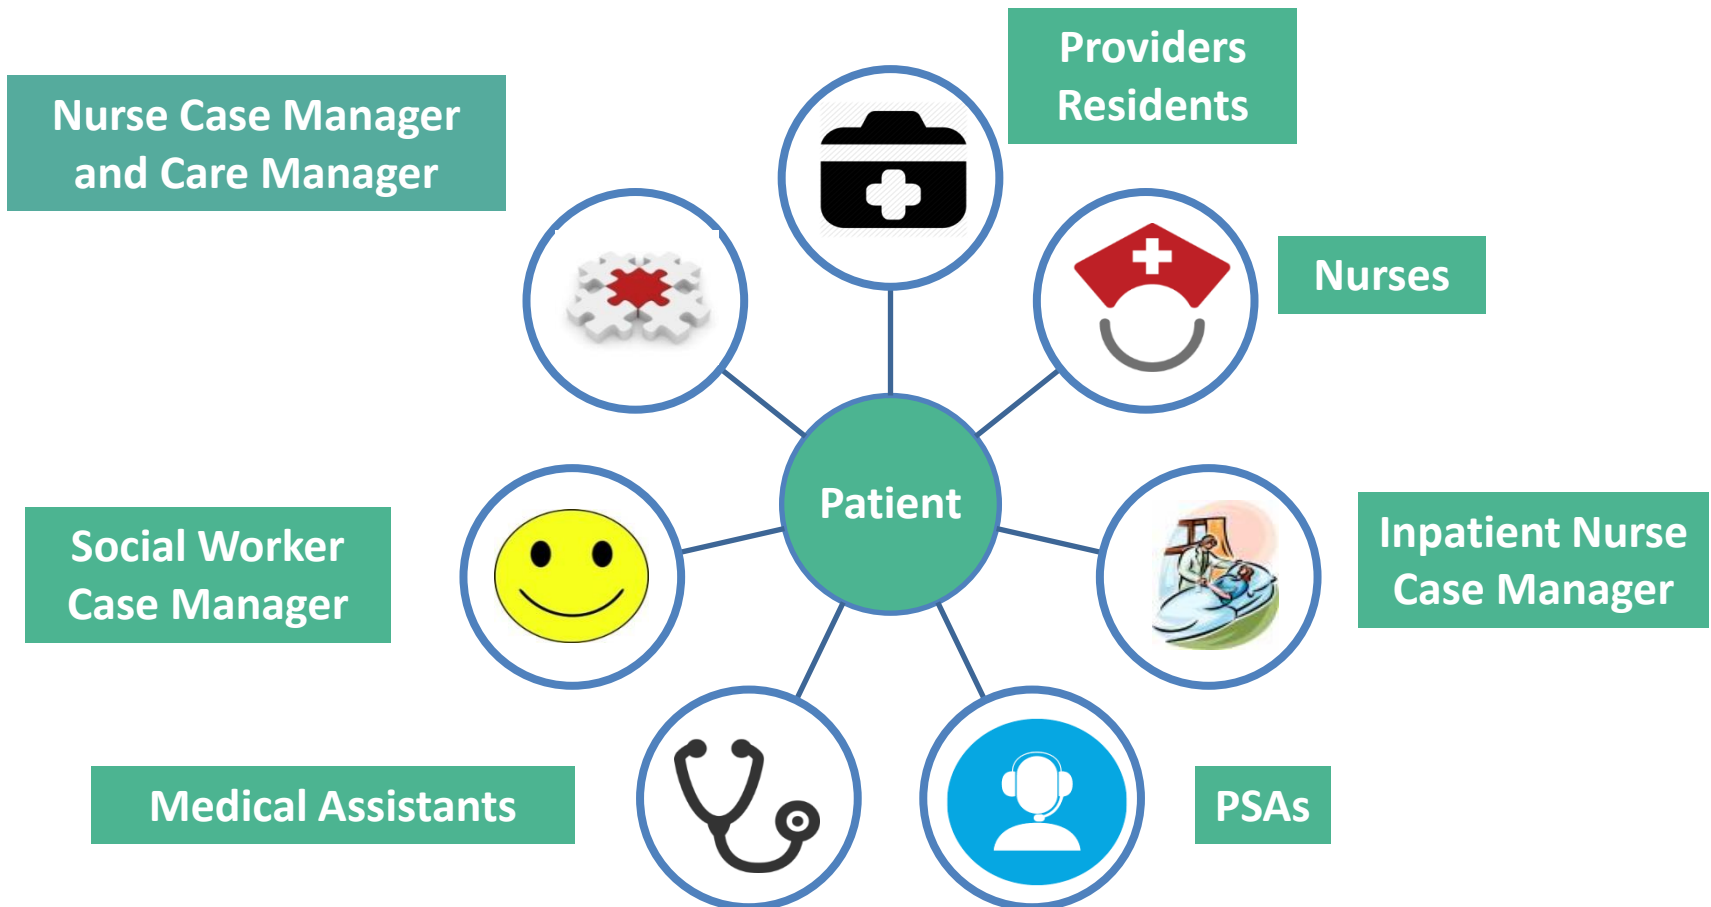 Providers
Residents
Nurse Case Manager
and Care Manager
Nurses
Patient
Social Worker
Case Manager
Inpatient Nurse
Case Manager
Medical Assistants
PSAs